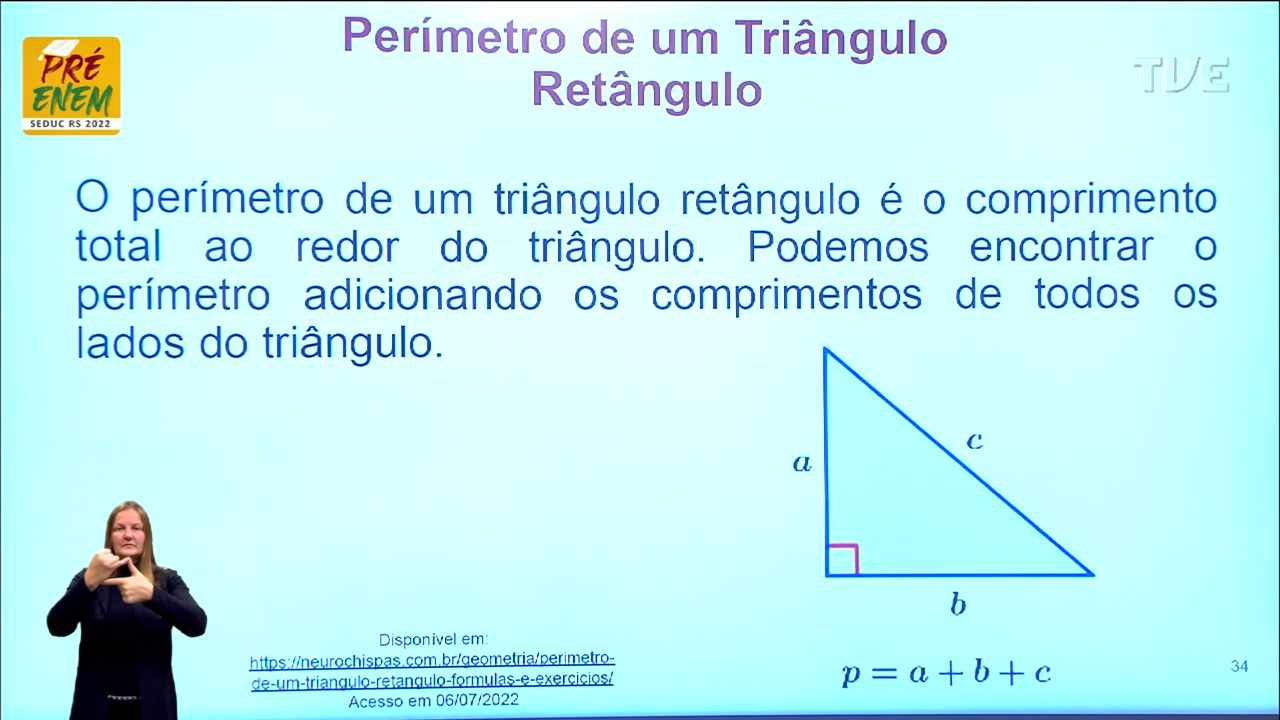 Perímetro de um Triângulo
Retângulo
PRÉ
ENEM
SEDUC RS 2022
TVE
O perímetro de um triângulo retângulo é o comprimento
total ao redor do triângulo. Podemos encontrar o
perímetro adicionando os comprimentos de todos os
lados do triângulo.
a
c
b
p = a + b + c
Disponível em:
https://neurochispas.com.br/geometria/perimetro-
de-um-triangulo-retangulo-formulas-e-exercicios/
Acesso em 06/07/2022
34